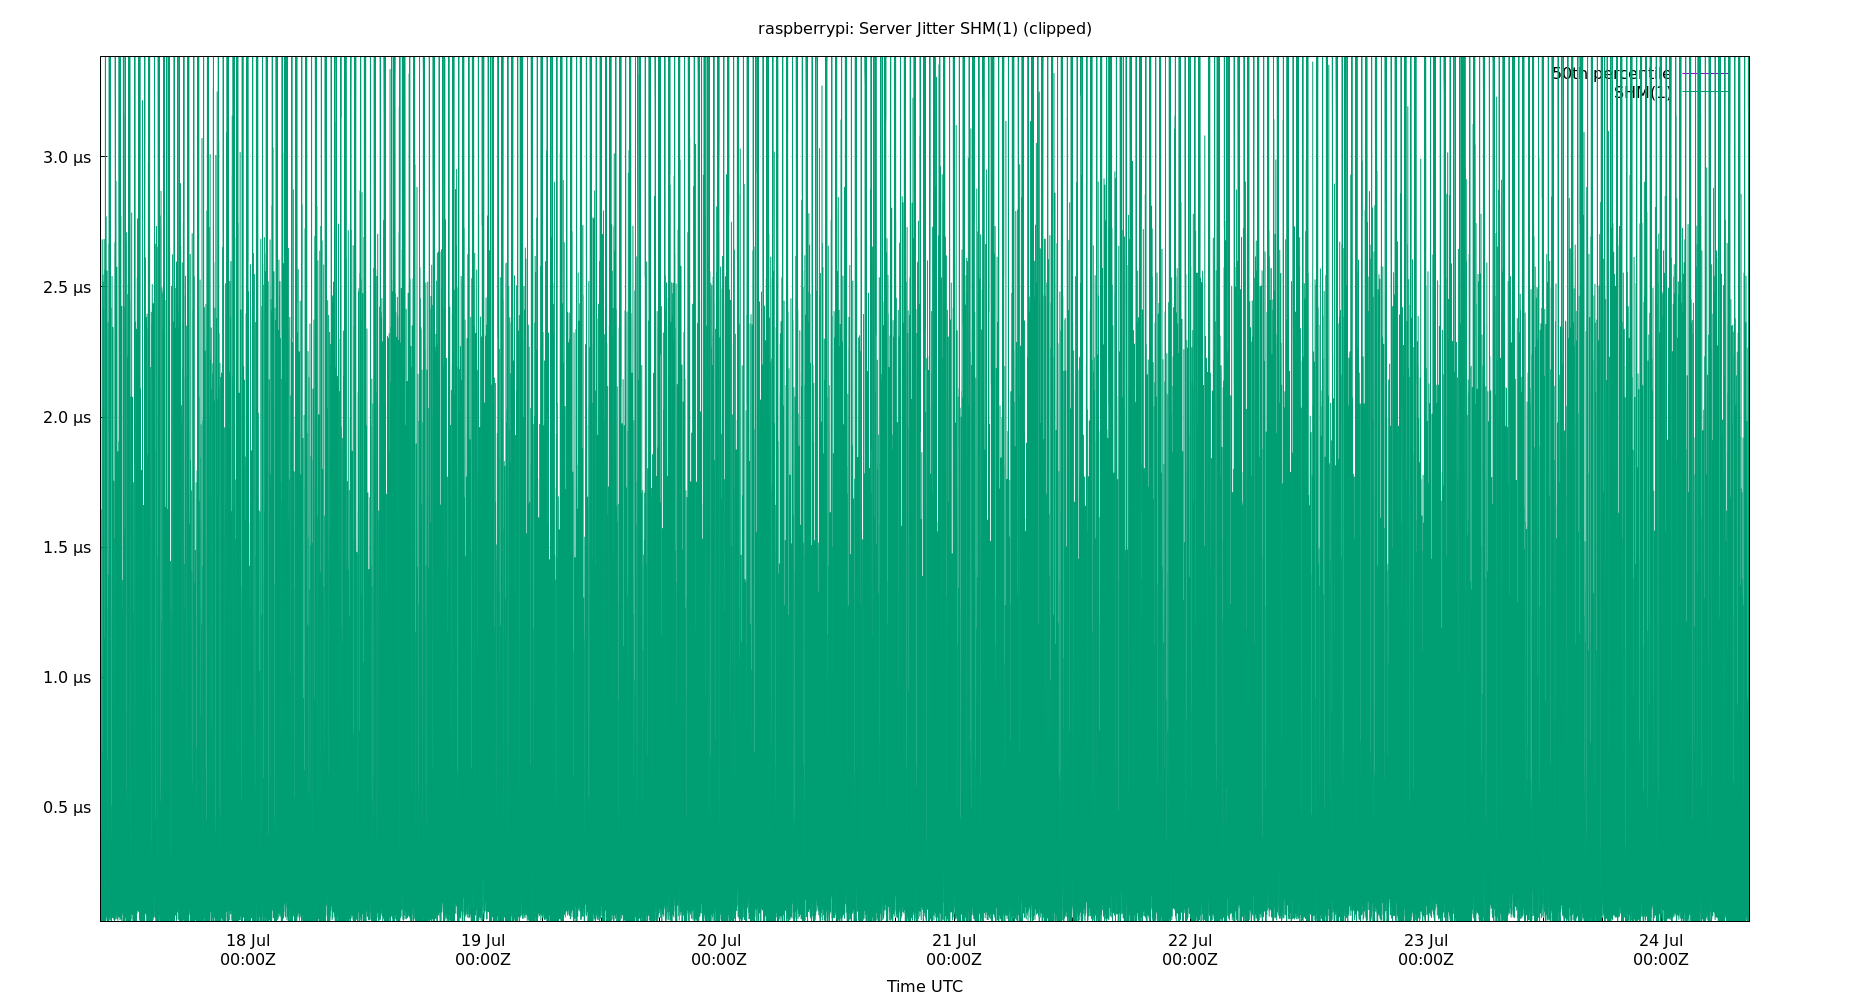 raspberrypi: Server Jitter SHM(1) (clipped)
50th percentile
SHM(1)
3.0 µs
2.5 µs
2.0 µs
1.5 µs
1.0 µs
0.5 µs
18 Jul 19 Jul 20 Jul 21 Jul 22 Jul 23 Jul 24 Jul
00:00Z 00:00Z 00:00Z 00:00Z 00:00Z 00:00Z 00:00Z
Time UTC